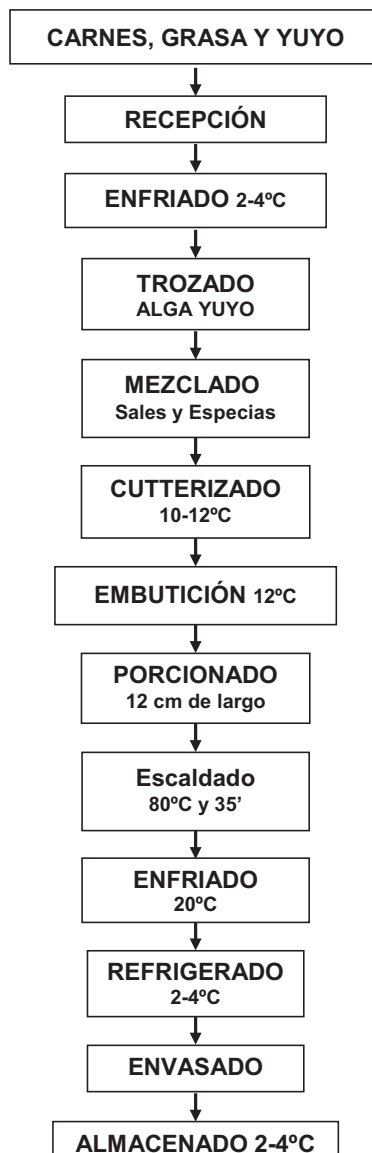 CARNES, GRASA Y YUYO
RECEPCIÓN
ENFRIADO 2-4ºC
TROZADO
ALGA YUYO
MEZCLADO
Sales y Especias
CUTTERIZADO
10-12ºC
EMBUTICIÓN 12ºC
PORCIONADO
12 cm de largo
Escaldado
80ºC y 35’
ENFRIADO
20ºC
REFRIGERADO
2-4ºC
ENVASADO
ALMACENADO 2-4ºC